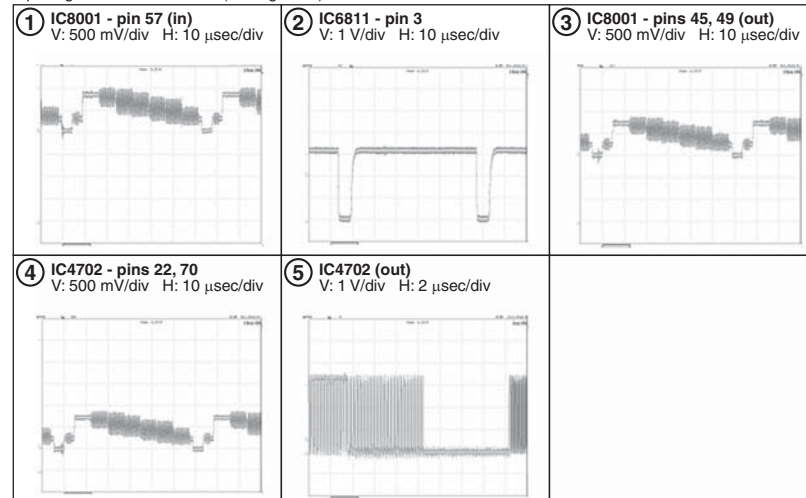 1 IC8001 - pin 57 (in)
V: 500 mV/div H: 10 μsec/div
2 IC6811 - pin 3
V: 1 V/div H: 10 μsec/div
3 IC8001 - pins 45, 49 (out)
V: 500 mV/div H: 10 μsec/div
4 IC4702 - pins 22, 70
V: 500 mV/div H: 10 μsec/div
5 IC4702 (out)
V: 1 V/div H: 2 μsec/div